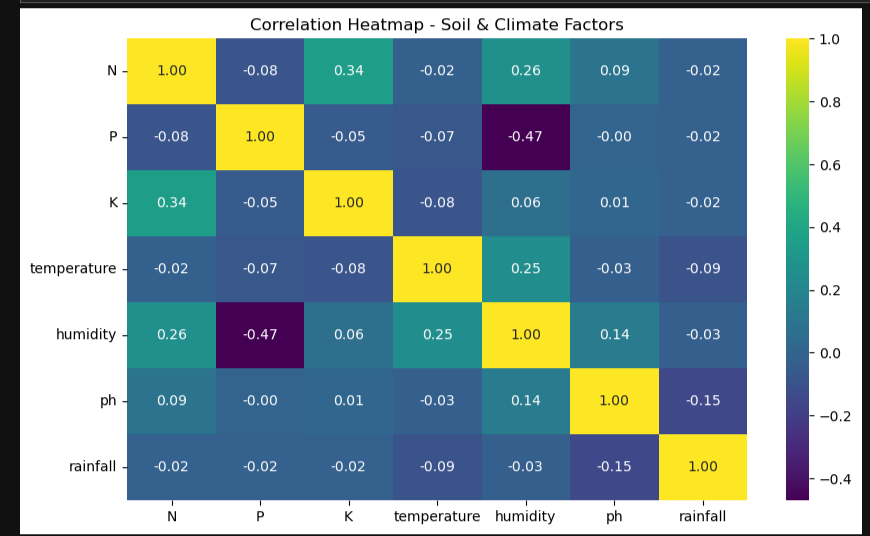 Correlation Heatmap - Soil & Climate Factors
N 1.00 -0.08 0.34 -0.02 0.26 0.09 -0.02
P -0.08 1.00 -0.05 -0.07 -0.47 -0.00 -0.02
K 0.34 -0.05 1.00 -0.08 0.06 0.01 -0.02
temperature -0.02 -0.07 -0.08 1.00 0.25 -0.03 -0.09
humidity 0.26 -0.47 0.06 0.25 1.00 0.14 -0.03
ph 0.09 -0.00 0.01 -0.03 0.14 1.00 -0.15
rainfall -0.02 -0.02 -0.02 -0.09 -0.03 -0.15 1.00
N P K temperature humidity ph rainfall
1.0
0.8
0.6
0.4
0.2
0.0
−0.2
−0.4